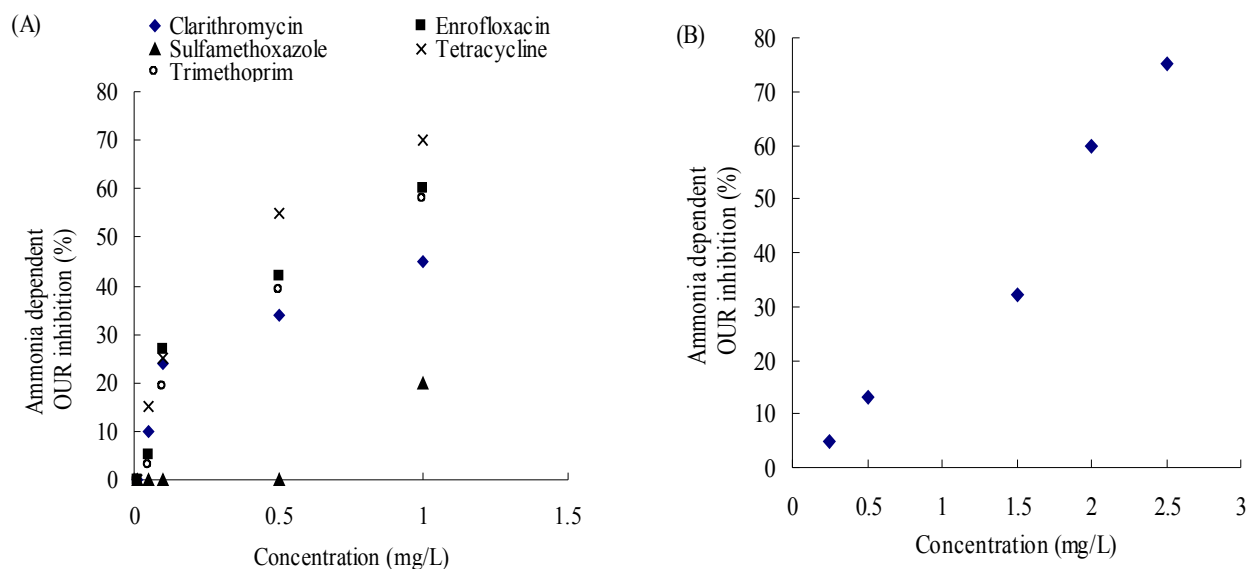 (A)
Clarithromycin
Enrofloxacin
Sulfamethoxazole
Tetracycline
Trimethoprim
80
70
60
50
40
30
20
10
0
Ammonia dependent
OUR inhibition (%)
0
0.5
1
1.5
Concentration (mg/L)
(B)
80
70
60
50
40
30
20
10
0
Ammonia dependent
OUR inhibition (%)
0
0.5
1
1.5
2
2.5
3
Concentration (mg/L)